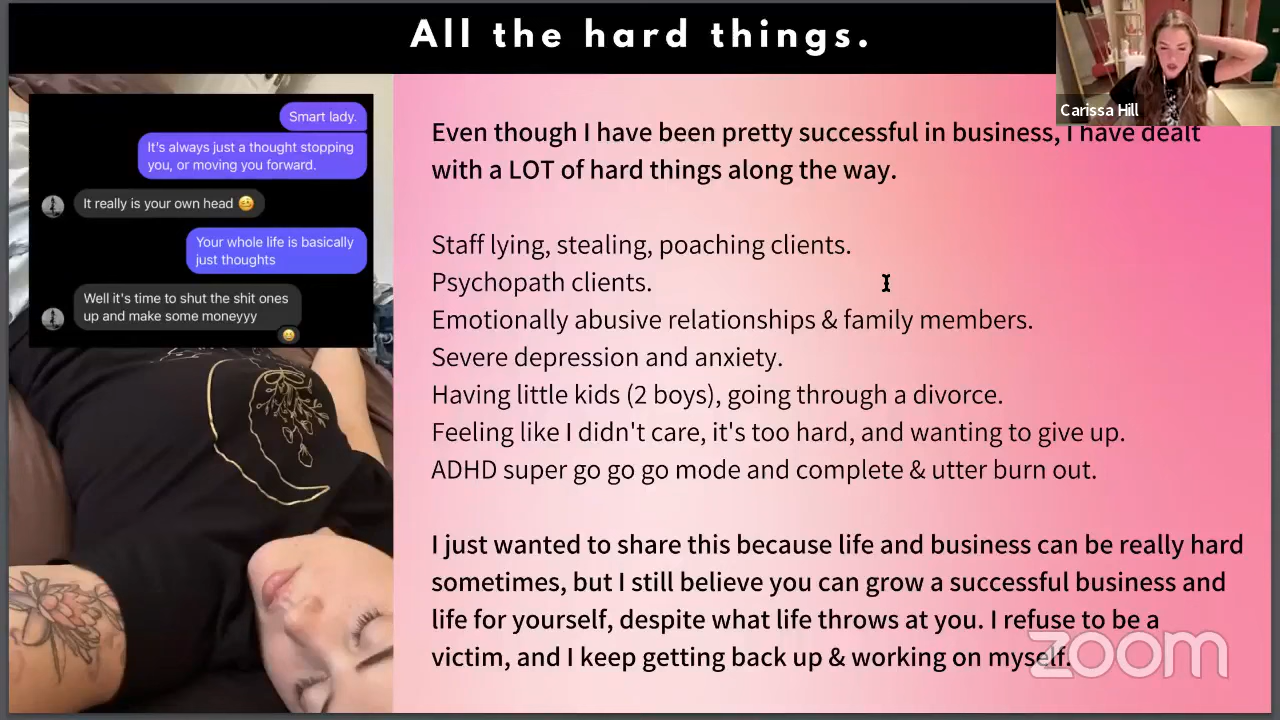 All the hard things.
Carissa Hill
Smart lady.
It's always just a thought stopping
you, or moving you forward.
It really is your own head 🥴
Your whole life is basically
just thoughts
Well it's time to shut the shit ones
up and make some moneyyy
Even though I have been pretty successful in business, I have dealt
with a LOT of hard things along the way.
Staff lying, stealing, poaching clients.
Psychopath clients.
Emotionally abusive relationships & family members.
Severe depression and anxiety.
Having little kids (2 boys), going through a divorce.
Feeling like I didn't care, it's too hard, and wanting to give up.
ADHD super go go go mode and complete & utter burn out.
I just wanted to share this because life and business can be really hard
sometimes, but I still believe you can grow a successful business and
life for yourself, despite what life throws at you. I refuse to be a
victim, and I keep getting back up & working on myself.
zoom